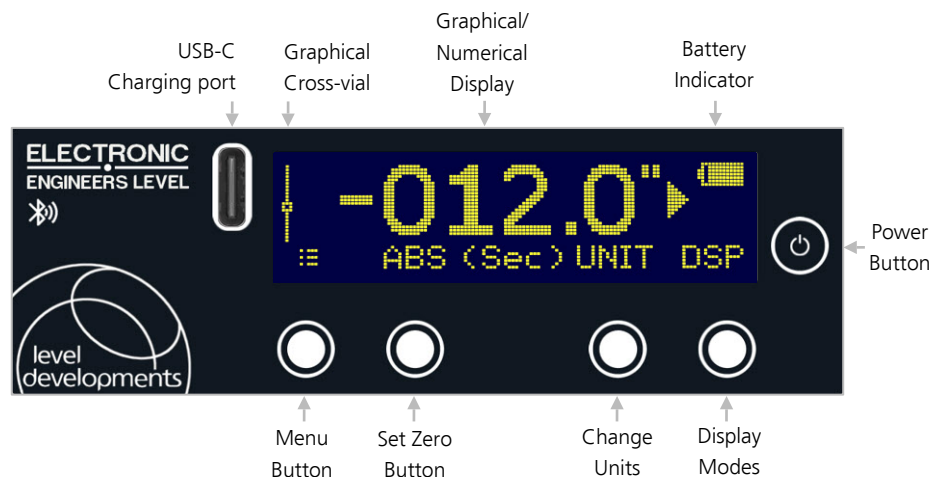 USB-C
Charging port
Graphical
Cross-vial
Graphical/
Numerical
Display
Battery
Indicator
ELECTRONIC
ENGINEERS LEVEL
-012.0"
ABS (Sec) UNIT DSP
Power
Button
level
developments
Menu
Button
Set Zero
Button
Change
Units
Display
Modes